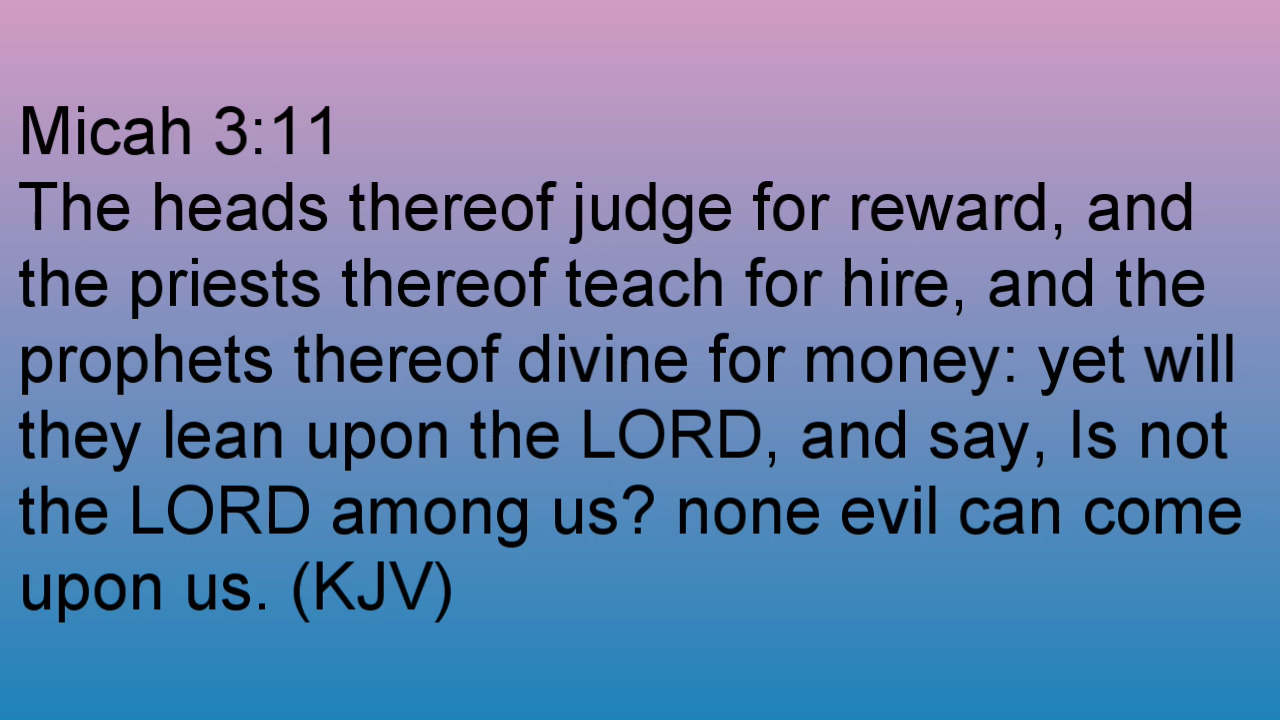 Micah 3:11
The heads thereof judge for reward, and
the priests thereof teach for hire, and the
prophets thereof divine for money: yet will
they lean upon the LORD, and say, Is not
the LORD among us? none evil can come
upon us. (KJV)